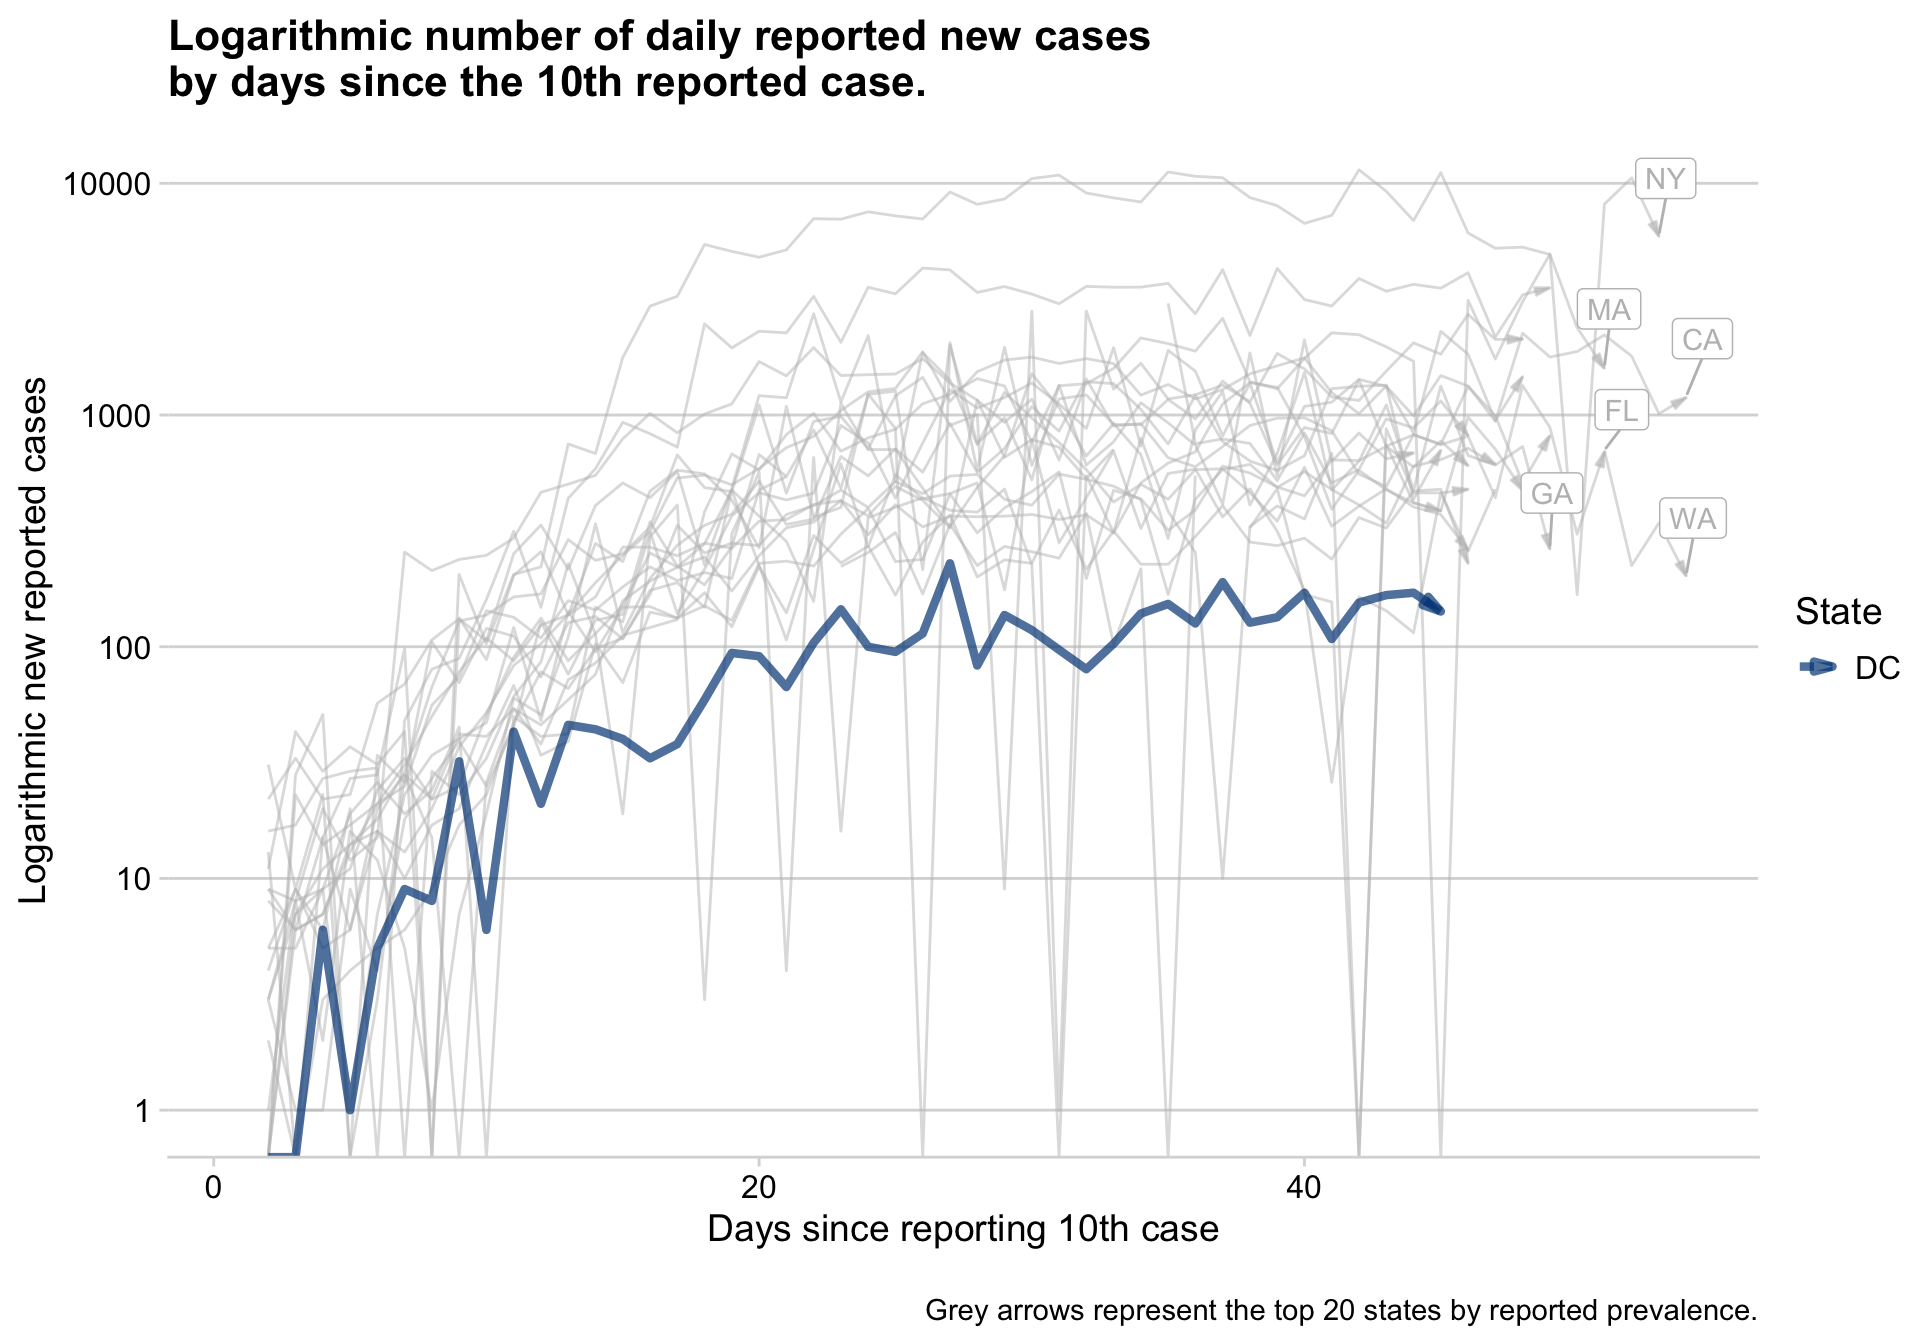 Logarithmic number of daily reported new cases
by days since the 10th reported case.
Logarithmic new reported cases
10000
1000
100
10
1
NY
MA
CA
FL
GA
WA
State
DC
0 20 40
Days since reporting 10th case
Grey arrows represent the top 20 states by reported prevalence.